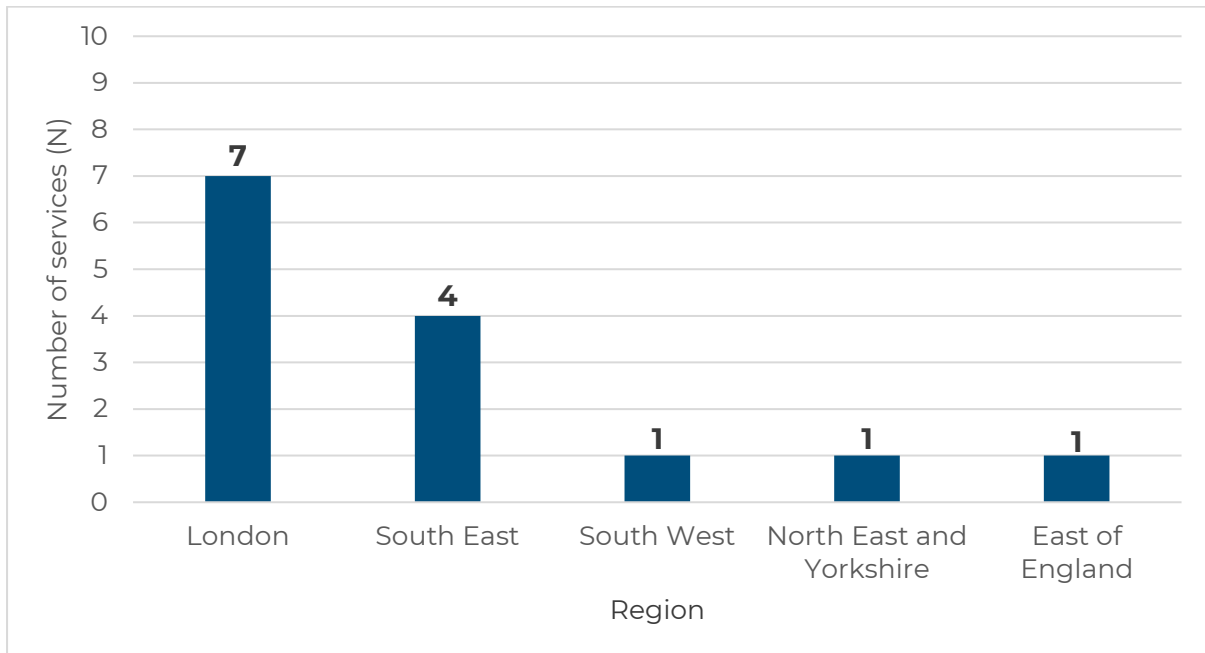 10
9
8
7
6
5
4
3
2
1
0
Number of services (N)
7
4
1
1
1
London
South East
South West
North East and
Yorkshire
East of
England
Region